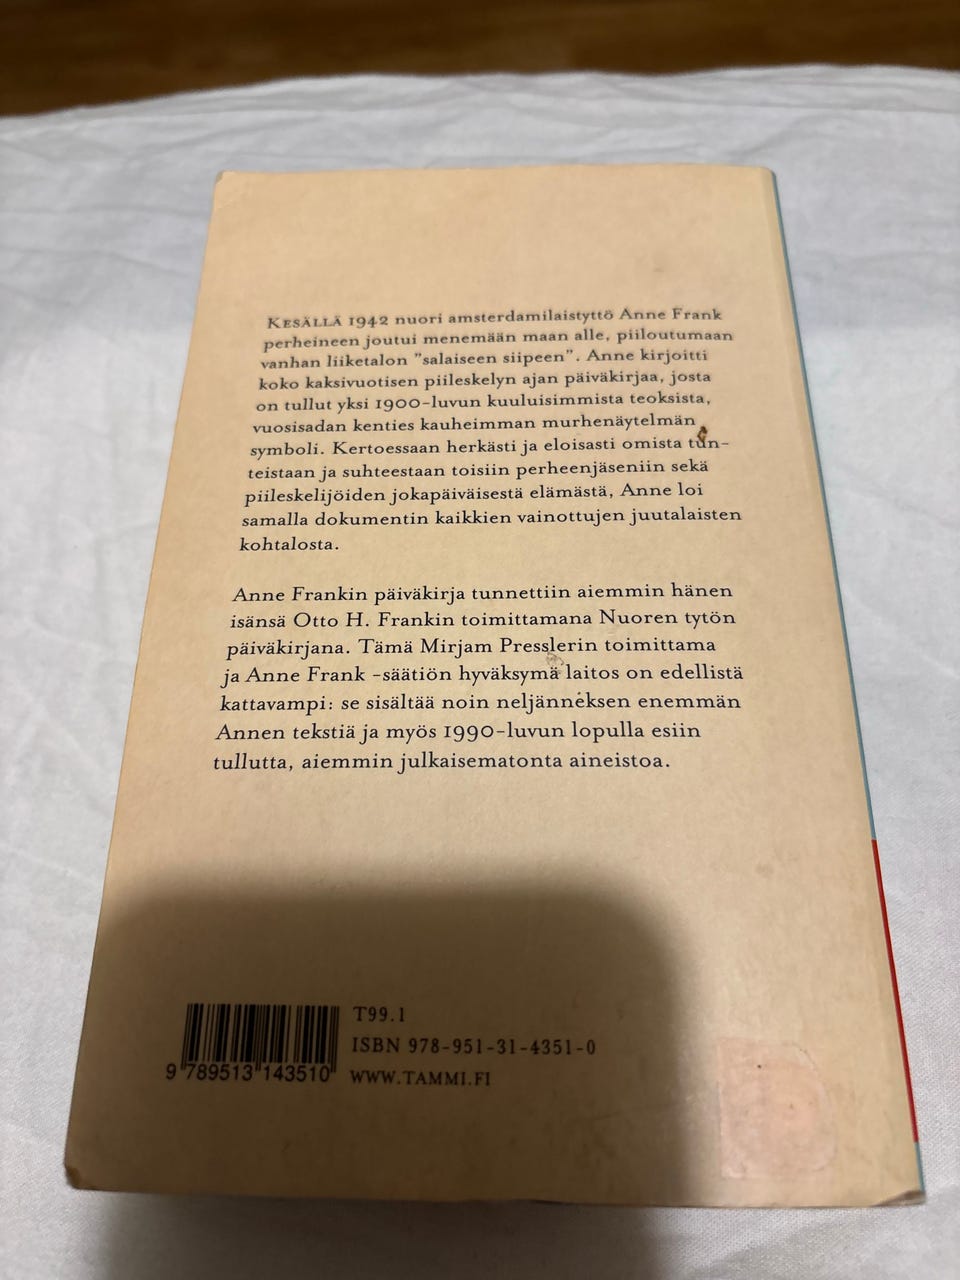 KESÄLLÄ 1942 nuori amsterdamilaistyttö Anne Frank
perheineen joutui menemään maan alle, piiloutumaan
vanhan liiketalon "salaiseen siipeen". Anne kirjoitti
koko kaksivuotisen piileskelyn ajan päiväkirjaa, josta
on tullut yksi 1900-luvun kuuluisimmista teoksista,
vuosisadan kenties kauheimman murhenäytelmän
symboli. Kertoessaan herkästi ja eloisasti omista tun-
teistaan ja suhteestaan toisiin perheenjäseniin sekä
piileskelijöiden jokapäiväisestä elämästä, Anne loi
samalla dokumentin kaikkien vainottujen juutalaisten
kohtalosta.
Anne Frankin päiväkirja tunnettiin aiemmin hänen
isänsä Otto H. Frankin toimittamana Nuoren tytön
päiväkirjana. Tämä Mirjam Presslerin toimittama
ja Anne Frank -säätiön hyväksymä laitos on edellistä
kattavampi: se sisältää noin neljänneksen enemmän
Annen tekstiä ja myös 1990-luvun lopulla esiin
tullutta, aiemmin julkaisematonta aineistoa.
T99.1
ISBN 978-951-31-4351-0
WWW.TAMMI.FI
9 789513 143510